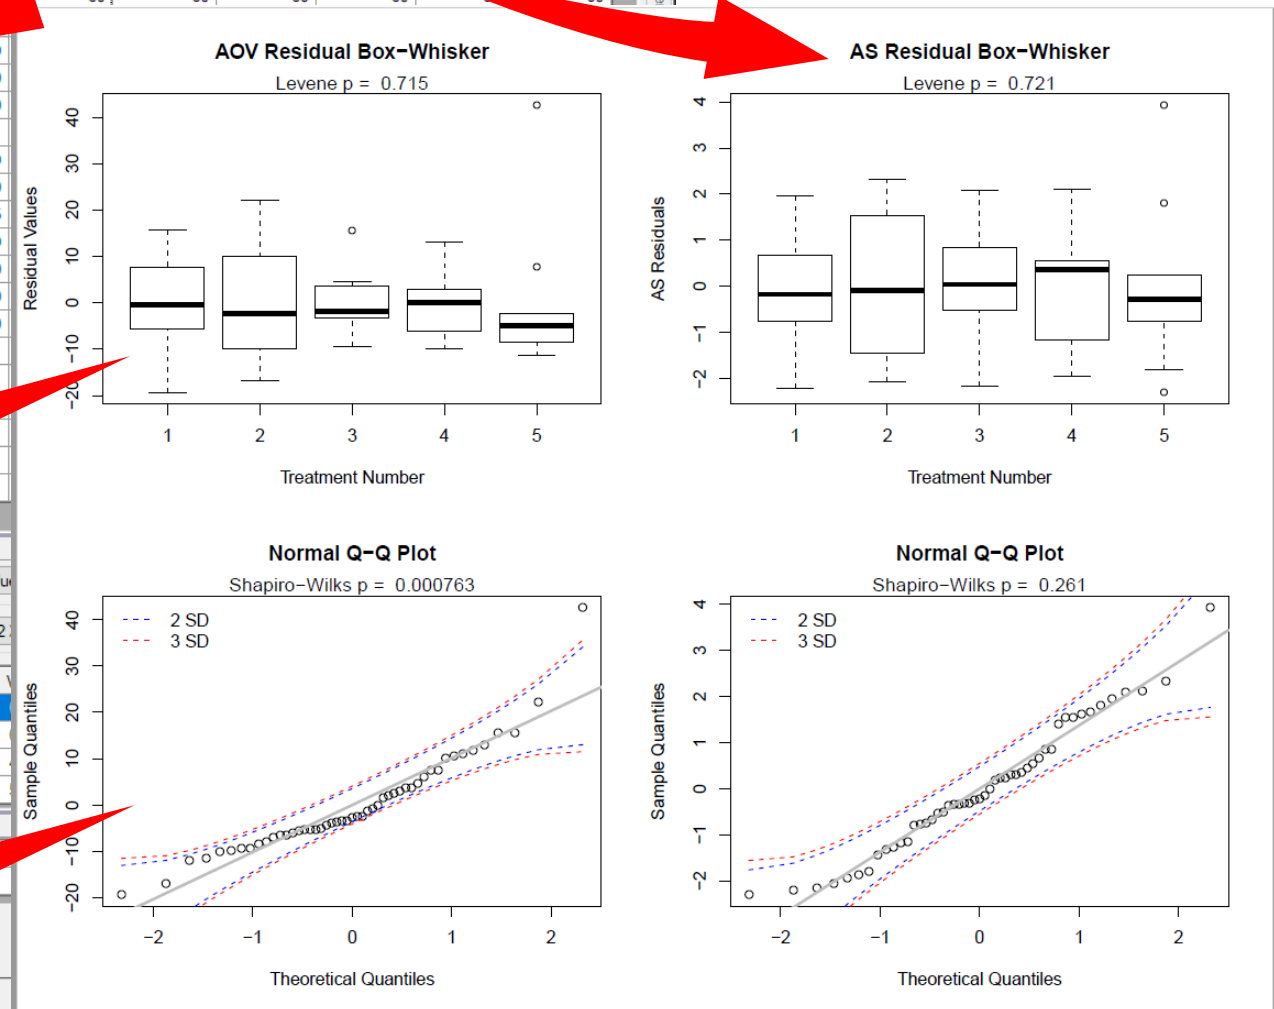 AOV Residual Box−Whisker
Levene p = 0.715
Residual Values
40
30
20
10
0
−10
−20
1 2 3 4 5
Treatment Number
AS Residual Box−Whisker
Levene p = 0.721
AS Residuals
4
3
2
1
0
−1
−2
1 2 3 4 5
Treatment Number
Normal Q−Q Plot
Shapiro−Wilks p = 0.000763
2 SD
3 SD
Sample Quantiles
40
30
20
10
0
−10
−20
−2 −1 0 1 2
Theoretical Quantiles
Normal Q−Q Plot
Shapiro−Wilks p = 0.261
2 SD
3 SD
Sample Quantiles
4
3
2
1
0
−1
−2
−2 −1 0 1 2
Theoretical Quantiles